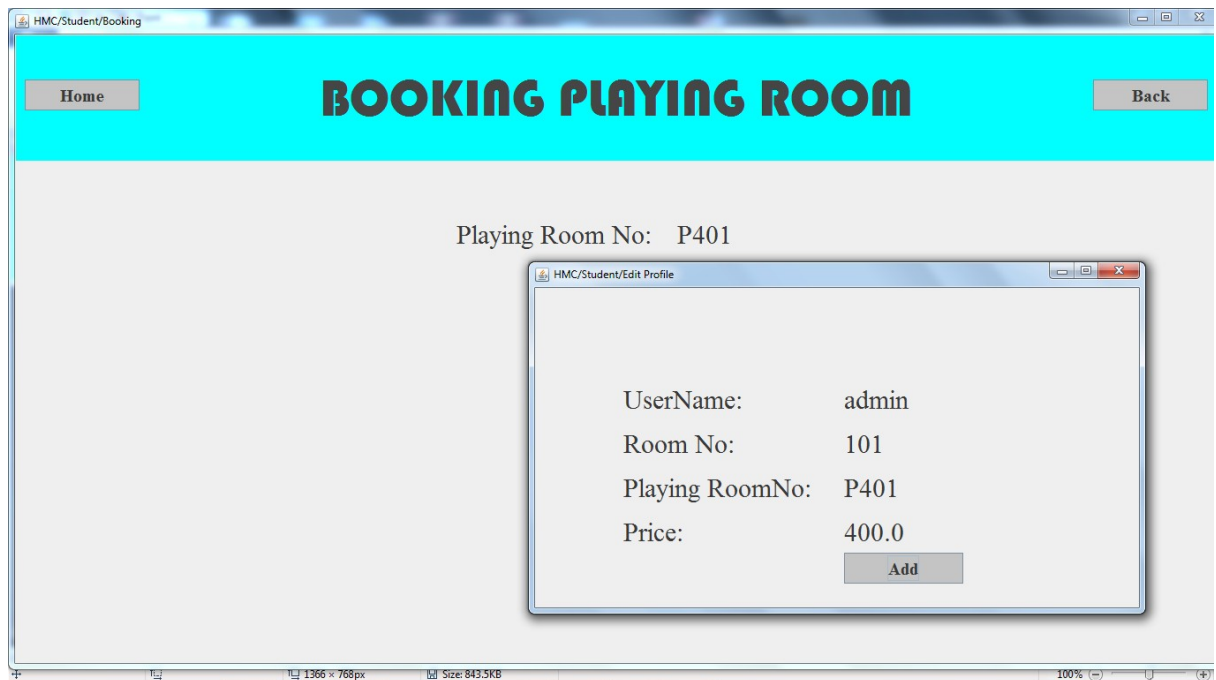 HMC/Student/Booking
Home
BOOKING PLAYING ROOM
Back
Playing Room No: P401
HMC/Student/Edit Profile
UserName: admin
Room No: 101
Playing RoomNo: P401
Price: 400.0
Add
1366 × 768px Size: 843.5KB 100%